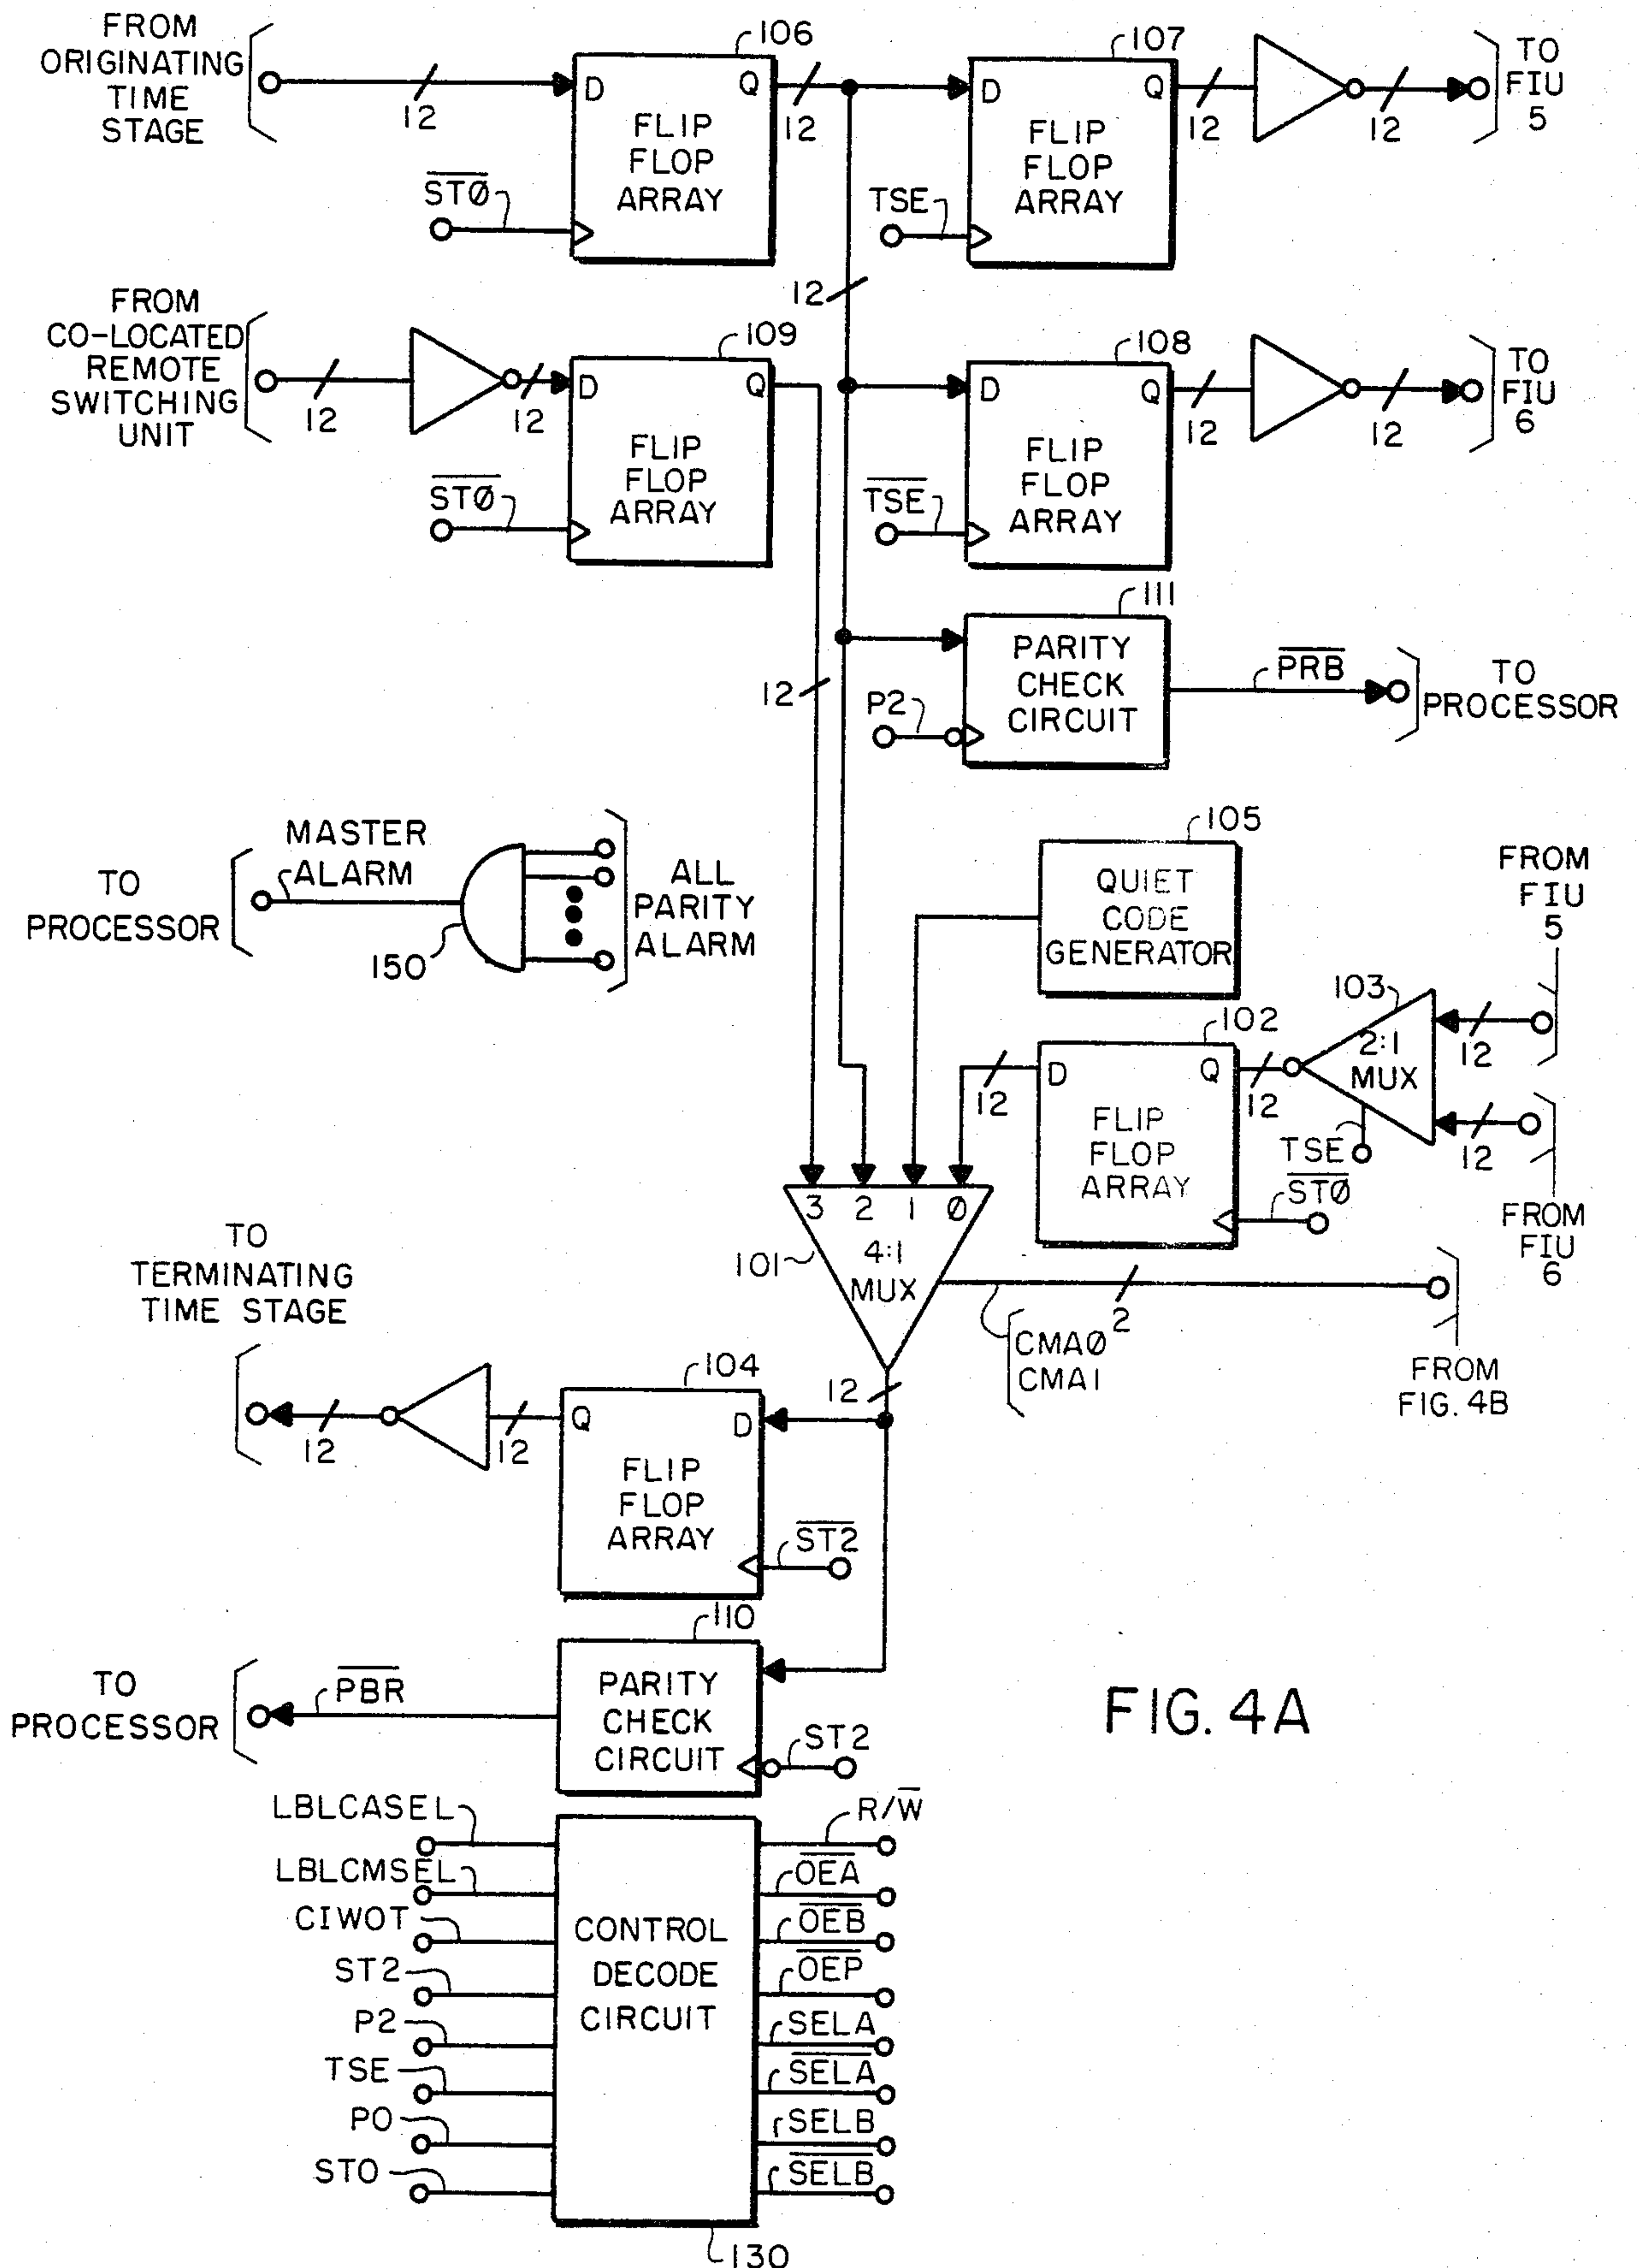 FROM
ORIGINATING
TIME
STAGE
12
D
Q
106
FLIP
FLOP
ARRAY
ST∅
12
12
D
Q
107
FLIP
FLOP
ARRAY
TSE
12
12
TO
FIU
5
FROM
CO-LOCATED
REMOTE
SWITCHING
UNIT
12
12
D
Q
109
FLIP
FLOP
ARRAY
ST∅
12
D
Q
108
FLIP
FLOP
ARRAY
TSE
12
12
TO
FIU
6
111
PARITY
CHECK
CIRCUIT
P2
PRB
TO
PROCESSOR
TO
PROCESSOR
MASTER
ALARM
150
ALL
PARITY
ALARM
105
QUIET
CODE
GENERATOR
FROM
FIU
5
103
2:1
MUX
12
12
TSE
FROM
FIU
6
102
D
Q
12
12
FLIP
FLOP
ARRAY
ST∅
3 2 1 ∅
101
4:1
MUX
2
CMA∅
CMA1
FROM
FIG. 4B
12
TO
TERMINATING
TIME STAGE
12
12
104
Q
D
FLIP
FLOP
ARRAY
ST2
110
PARITY
CHECK
CIRCUIT
ST2
PBR
TO
PROCESSOR
FIG. 4A
LBLCASEL
LBLCMSEL
CIWOT
ST2
P2
TSE
PO
STO
CONTROL
DECODE
CIRCUIT
R/W
OEA
OEB
OEP
SELA
SELA
SELB
SELB
130